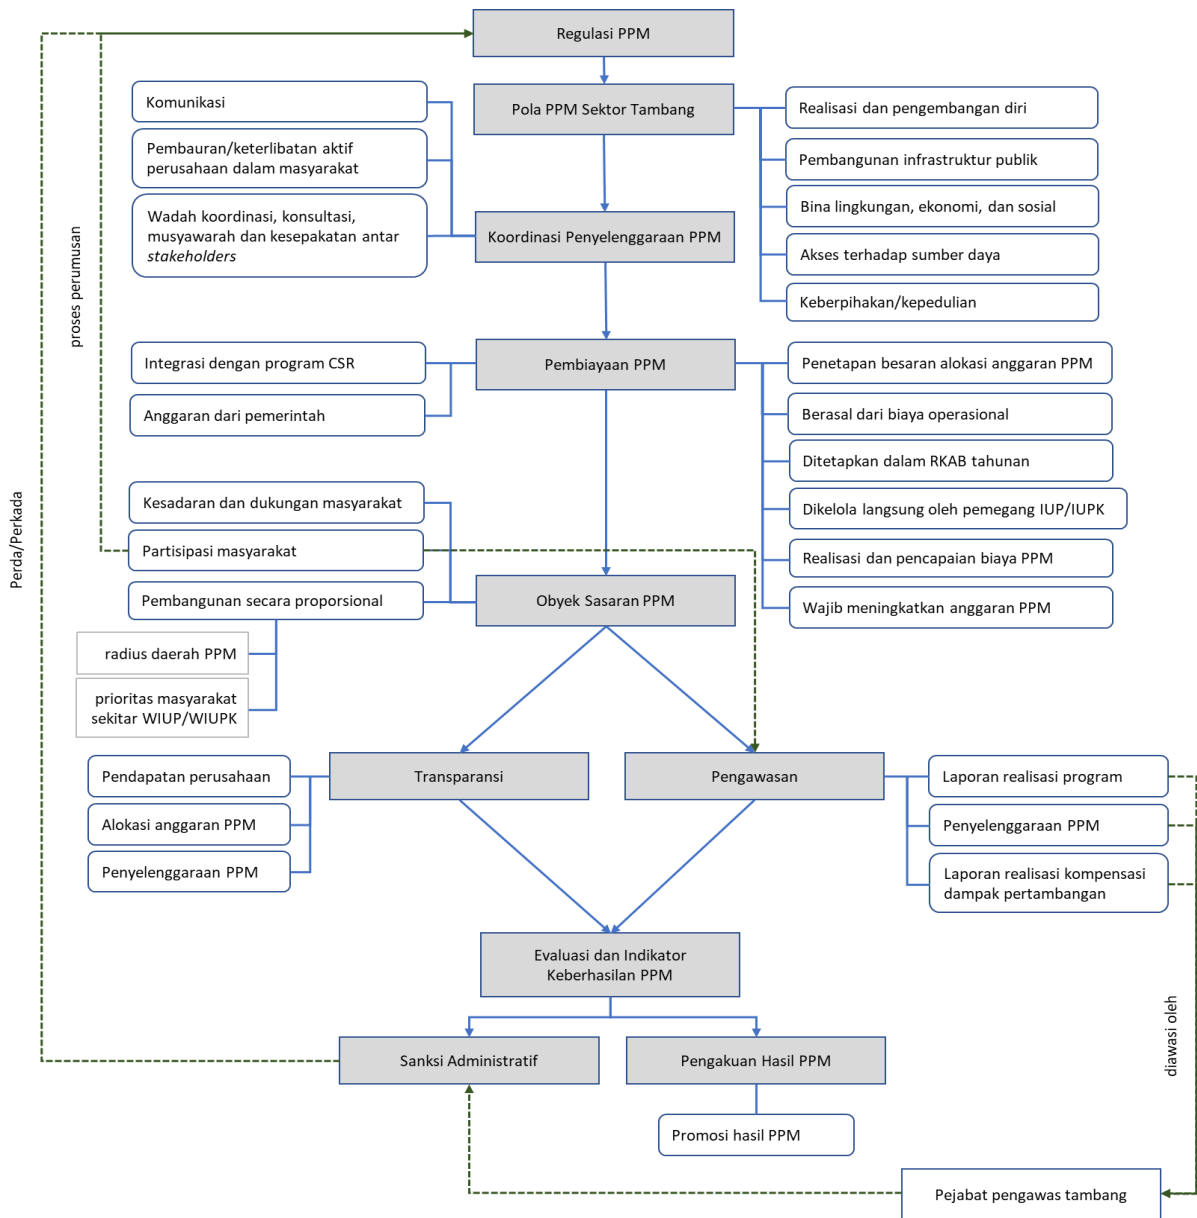 Regulasi PPM
Pola PPM Sektor Tambang
Komunikasi
Pembauran/keterlibatan aktif
perusahaan dalam masyarakat
Wadah koordinasi, konsultasi,
musyawarah dan kesepakatan antar
stakeholders
Realisasi dan pengembangan diri
Pembangunan infrastruktur publik
Bina lingkungan, ekonomi, dan sosial
Akses terhadap sumber daya
Keberpihakan/kepedulian
Koordinasi Penyelenggaraan PPM
proses perumusan
Perda/Perkada
Pembiayaan PPM
Integrasi dengan program CSR
Anggaran dari pemerintah
Penetapan besaran alokasi anggaran PPM
Berasal dari biaya operasional
Ditetapkan dalam RKAB tahunan
Dikelola langsung oleh pemegang IUP/IUPK
Realisasi dan pencapaian biaya PPM
Wajib meningkatkan anggaran PPM
Kesadaran dan dukungan masyarakat
Partisipasi masyarakat
Pembangunan secara proporsional
radius daerah PPM
prioritas masyarakat
sekitar WIUP/WIUPK
Obyek Sasaran PPM
Transparansi
Pengawasan
Pendapatan perusahaan
Alokasi anggaran PPM
Penyelenggaraan PPM
Laporan realisasi program
Penyelenggaraan PPM
Laporan realisasi kompensasi
dampak pertambangan
Evaluasi dan Indikator
Keberhasilan PPM
Sanksi Administratif
Pengakuan Hasil PPM
Promosi hasil PPM
diawasi oleh
Pejabat pengawas tambang